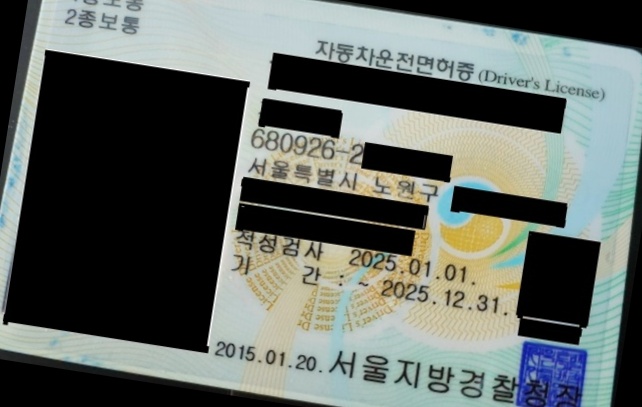 2종보통
자동차운전면허증 (Driver's License)
680926-2
서울특별시 노원구
적성검사 2025.01.01.
기 간 : ~ 2025.12.31.
2015.01.20. 서울지방경찰청장